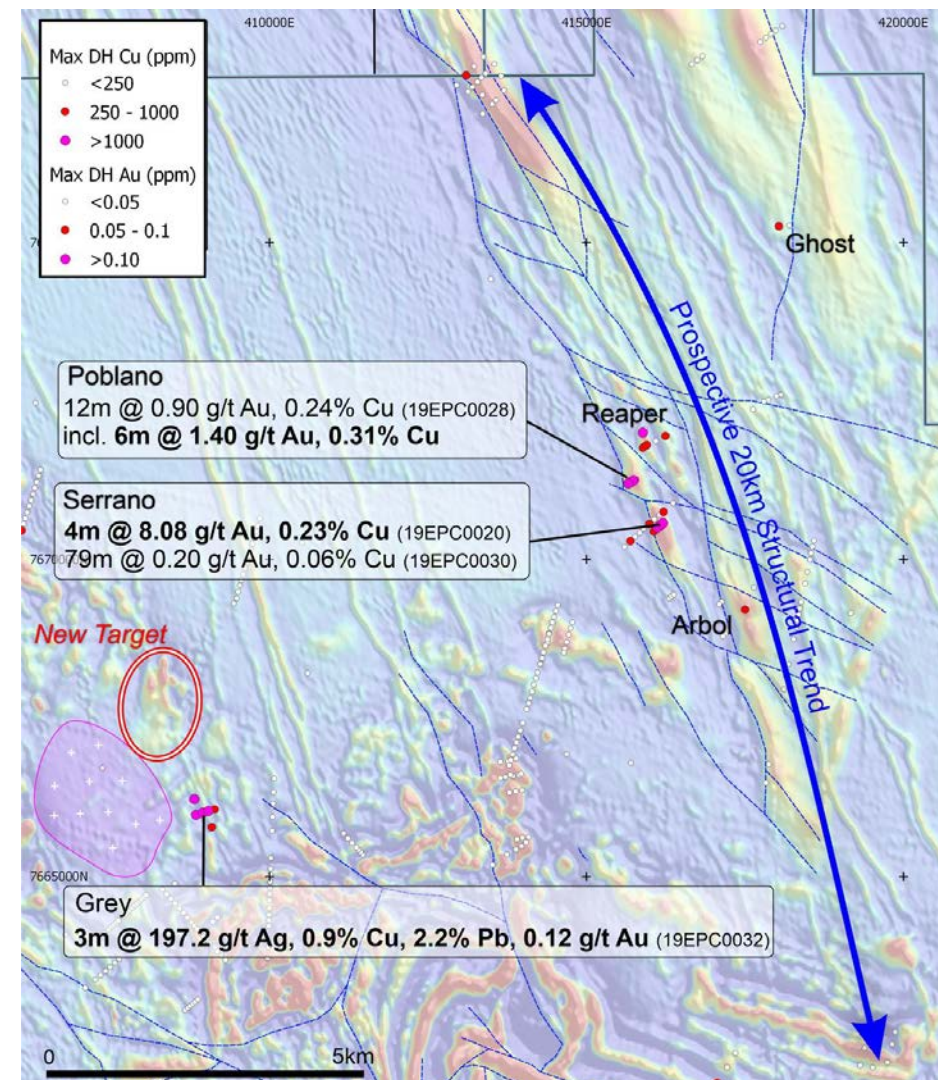 410000E
415000E
420000E
Max DH Cu (ppm)
<250
250 - 1000
>1000
Max DH Au (ppm)
<0.05
0.05 - 0.1
>0.10
Ghost
Prospective 20km Structural Trend
Poblano
12m @ 0.90 g/t Au, 0.24% Cu (19EPC0028)
incl. 6m @ 1.40 g/t Au, 0.31% Cu
Reaper
Serrano
4m @ 8.08 g/t Au, 0.23% Cu (19EPC0020)
79m @ 0.20 g/t Au, 0.06% Cu (19EPC0030)
7670000N
Arbol
New Target
7665000N
Grey
3m @ 197.2 g/t Ag, 0.9% Cu, 2.2% Pb, 0.12 g/t Au (19EPC0032)
0
5km